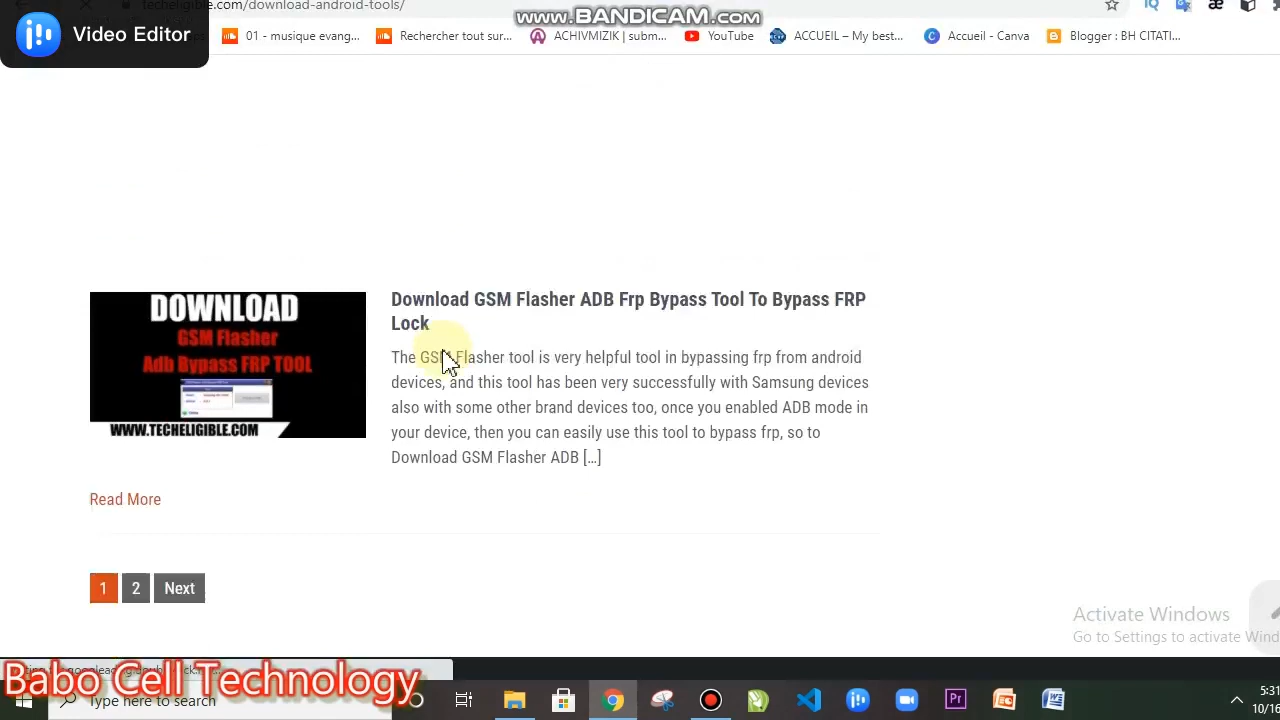 techeligible.com/download-android-tools/
www.BANDICAM.com
Video Editor
01 - musique evang...
Rechercher tout sur...
ACHIVMIZIK | subm...
YouTube
ACCUEIL – My best...
Accueil - Canva
Blogger : BH CITATI...
DOWNLOAD
GSM Flasher
Adb Bypass FRP TOOL
WWW.TECHELIGIBLE.COM
Download GSM Flasher ADB Frp Bypass Tool To Bypass FRP
Lock
The GSM Flasher tool is very helpful tool in bypassing frp from android
devices, and this tool has been very successfully with Samsung devices
also with some other brand devices too, once you enabled ADB mode in
your device, then you can easily use this tool to bypass frp, so to
Download GSM Flasher ADB [...]
Read More
1 2 Next
Activate Windows
Go to Settings to activate Wind
Babo Cell Technology
Type here to search
5:31
10/16